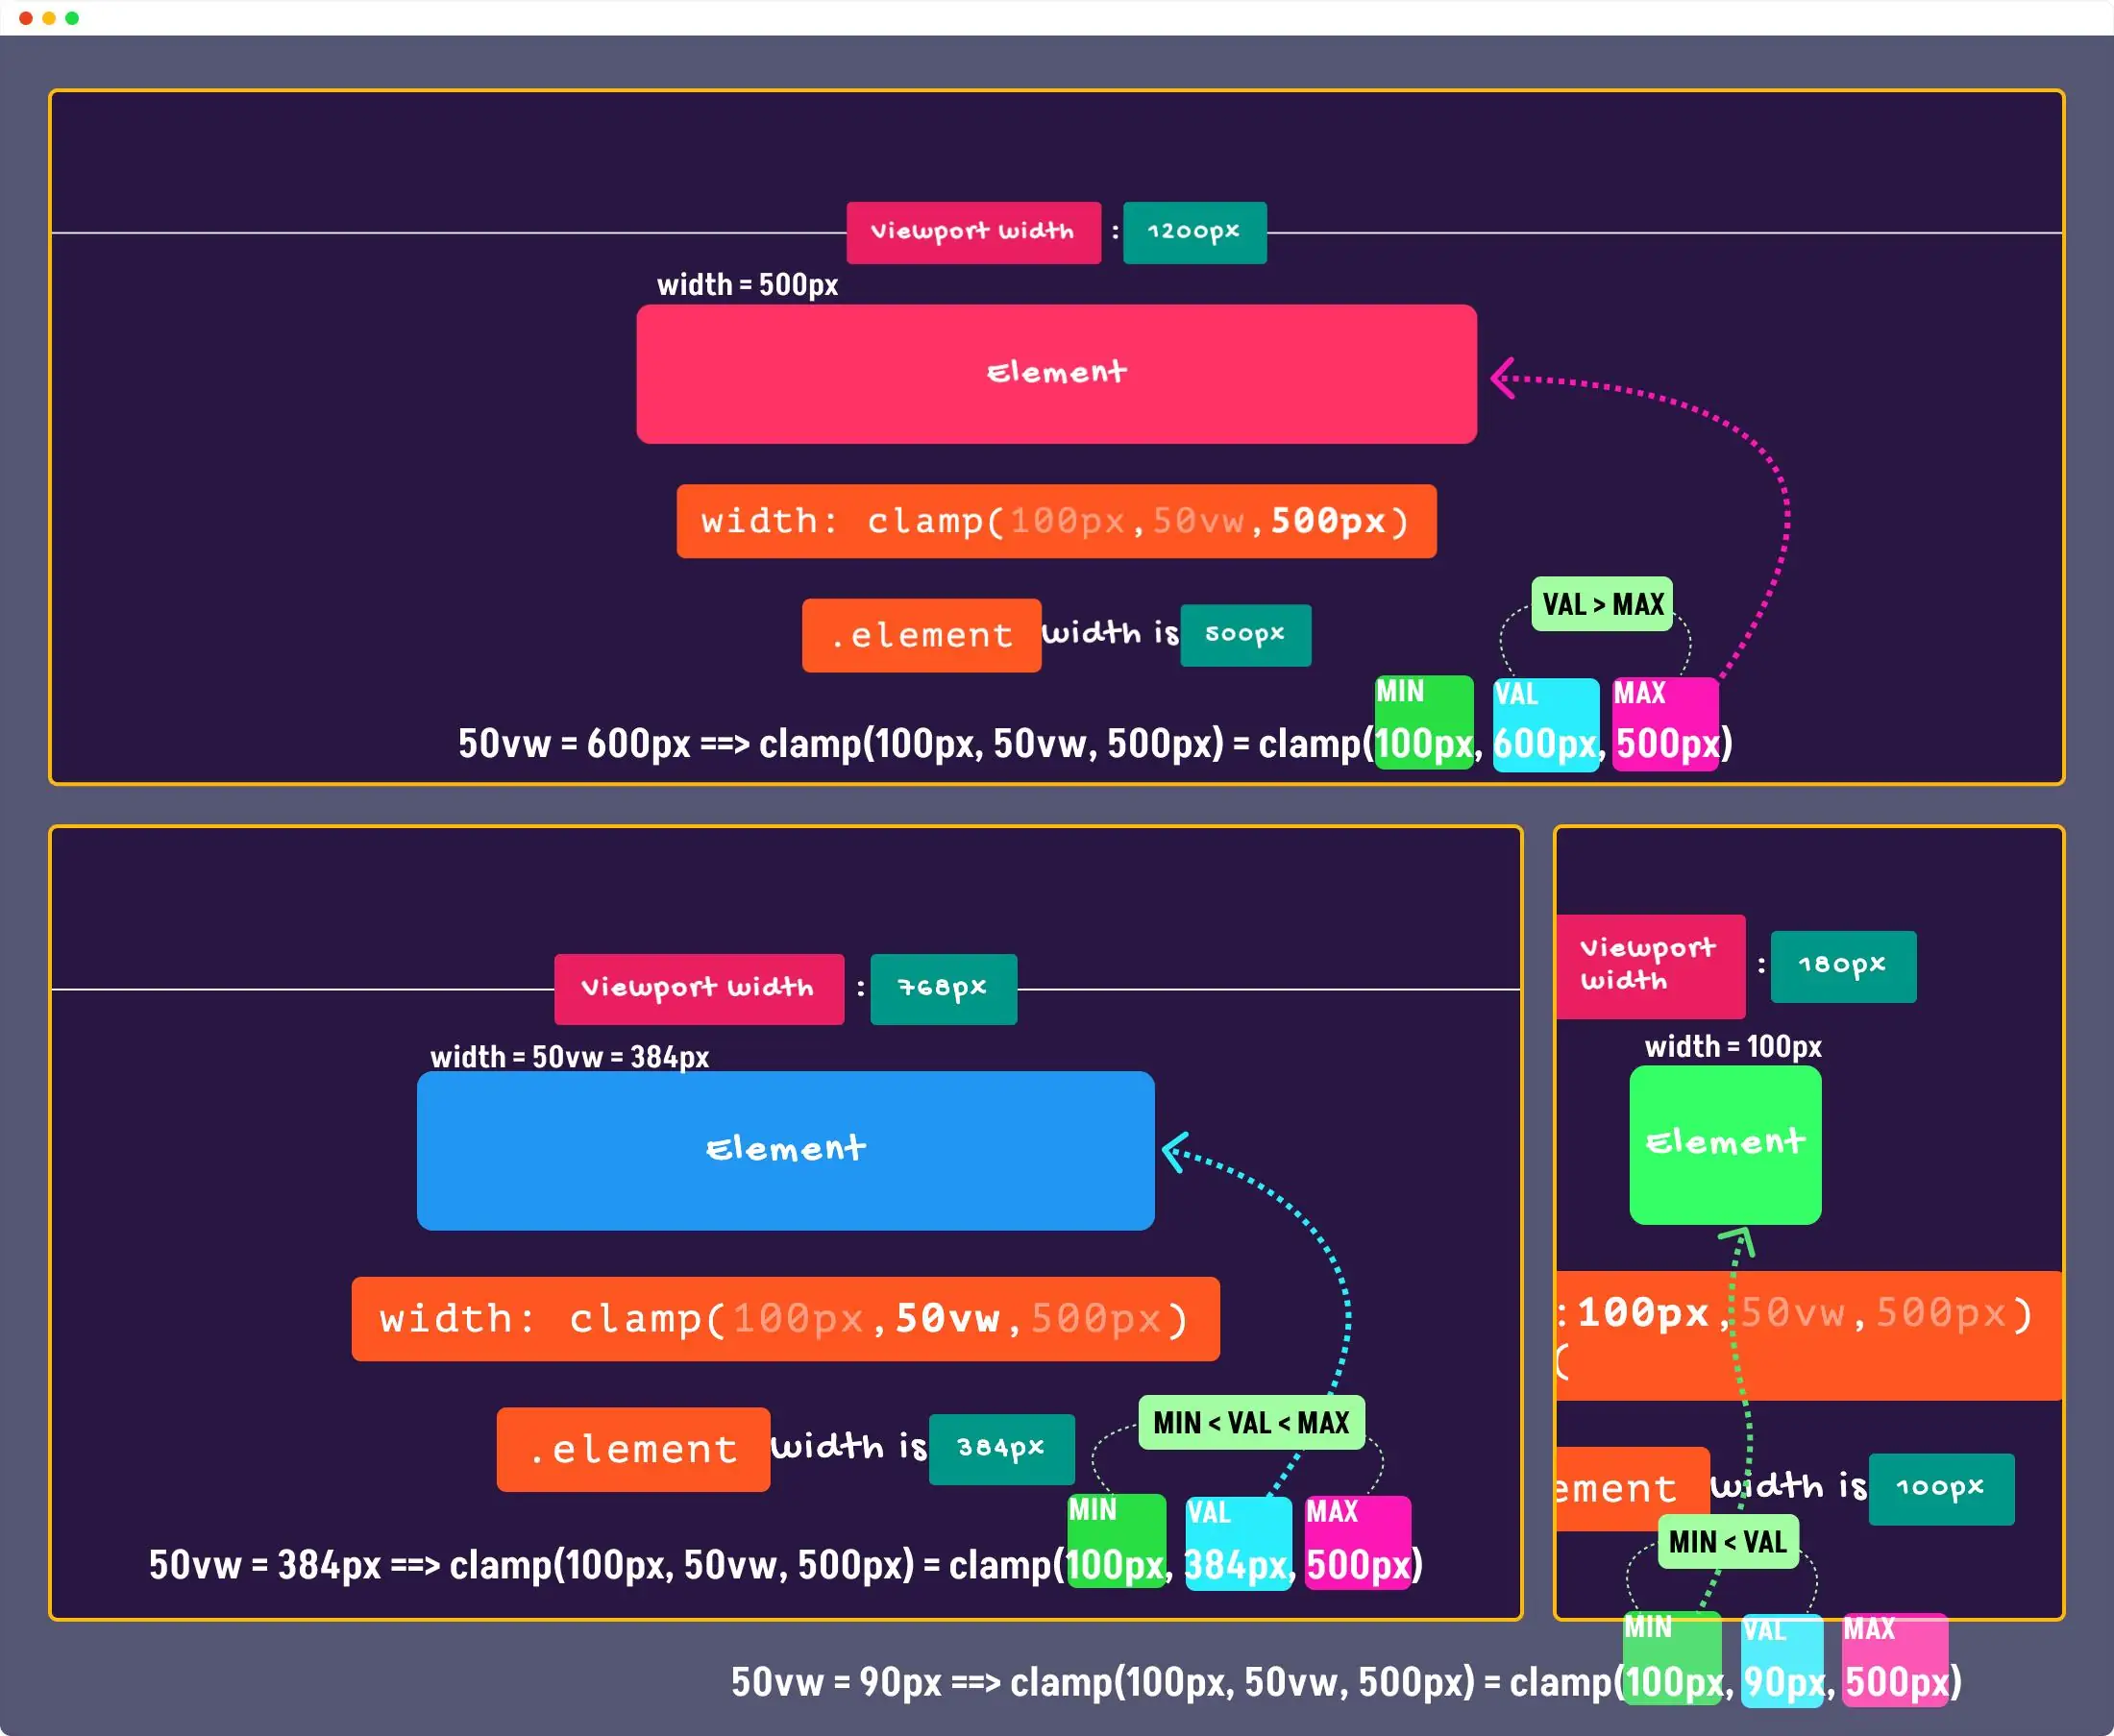 Viewport width : 1200px
width = 500px
Element
width: clamp(100px,50vw,500px)
VAL > MAX
.element width is 500px
MIN VAL MAX
50vw = 600px ==> clamp(100px, 50vw, 500px) = clamp(100px, 600px, 500px)
Viewport width : 768px
width = 50vw = 384px
Element
width: clamp(100px,50vw,500px)
MIN < VAL < MAX
.element width is 384px
MIN VAL MAX
50vw = 384px ==> clamp(100px, 50vw, 500px) = clamp(100px, 384px, 500px)
Viewport
width : 180px
width = 100px
Element
:100px,50vw,500px)
(
ement width is 100px
MIN < VAL
MIN VAL MAX
50vw = 90px ==> clamp(100px, 50vw, 500px) = clamp(100px, 90px, 500px)